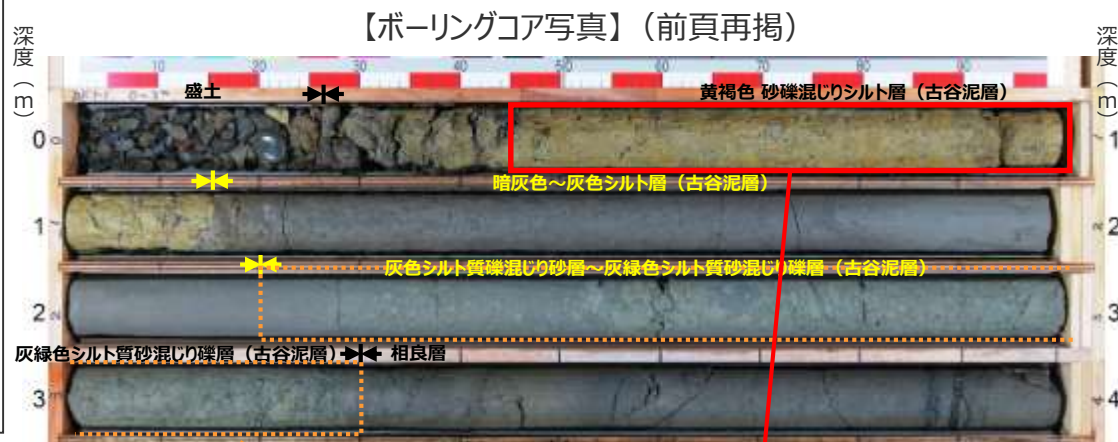 【ボーリングコア写真】（前頁再掲）
深度（m）
深度（m）
10
20
50
盛土
黄褐色 砂礫混じりシルト層（古谷泥層）
0
1
暗灰色～灰色シルト層（古谷泥層）
1
2
灰色シルト質礫混じり砂層～灰緑色シルト質砂混じり礫層（古谷泥層）
2
3
灰緑色シルト質砂混じり礫層（古谷泥層）
相良層
3
4